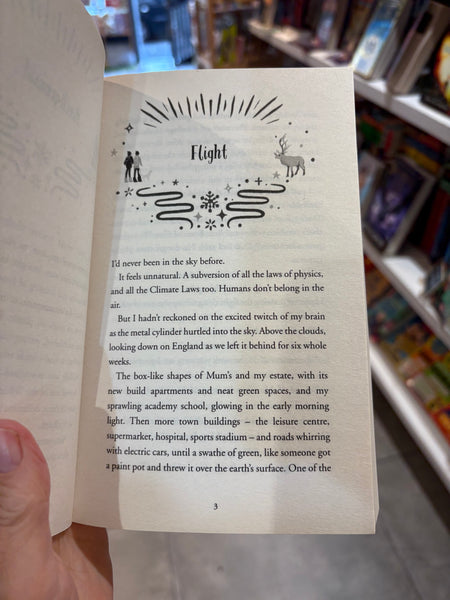 Flight
I'd never been in the sky before.
It feels unnatural. A subversion of all the laws of physics,
and all the Climate Laws too. Humans don't belong in the
air.
But I hadn't reckoned on the excited twitch of my brain
as the metal cylinder hurtled into the sky. Above the clouds,
looking down on England as we left it behind for six whole
weeks.
The box-like shapes of Mum's and my estate, with its
new build apartments and neat green spaces, and my
sprawling academy school, glowing in the early morning
light. Then more town buildings – the leisure centre,
supermarket, hospital, sports stadium – and roads whirring
with electric cars, until a swathe of green, like someone got
a paint pot and threw it over the earth's surface. One of the
3